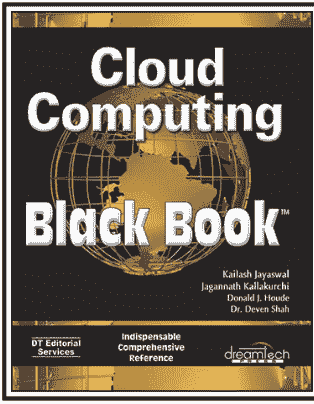 Cloud
Computing
Black Book™
Kailash Jayaswal
Jagannath Kallakurchi
Donald J. Houde
Dr. Deven Shah
DT Editorial
Services
Indispensable
Comprehensive
Reference
dreamtech
PRESS